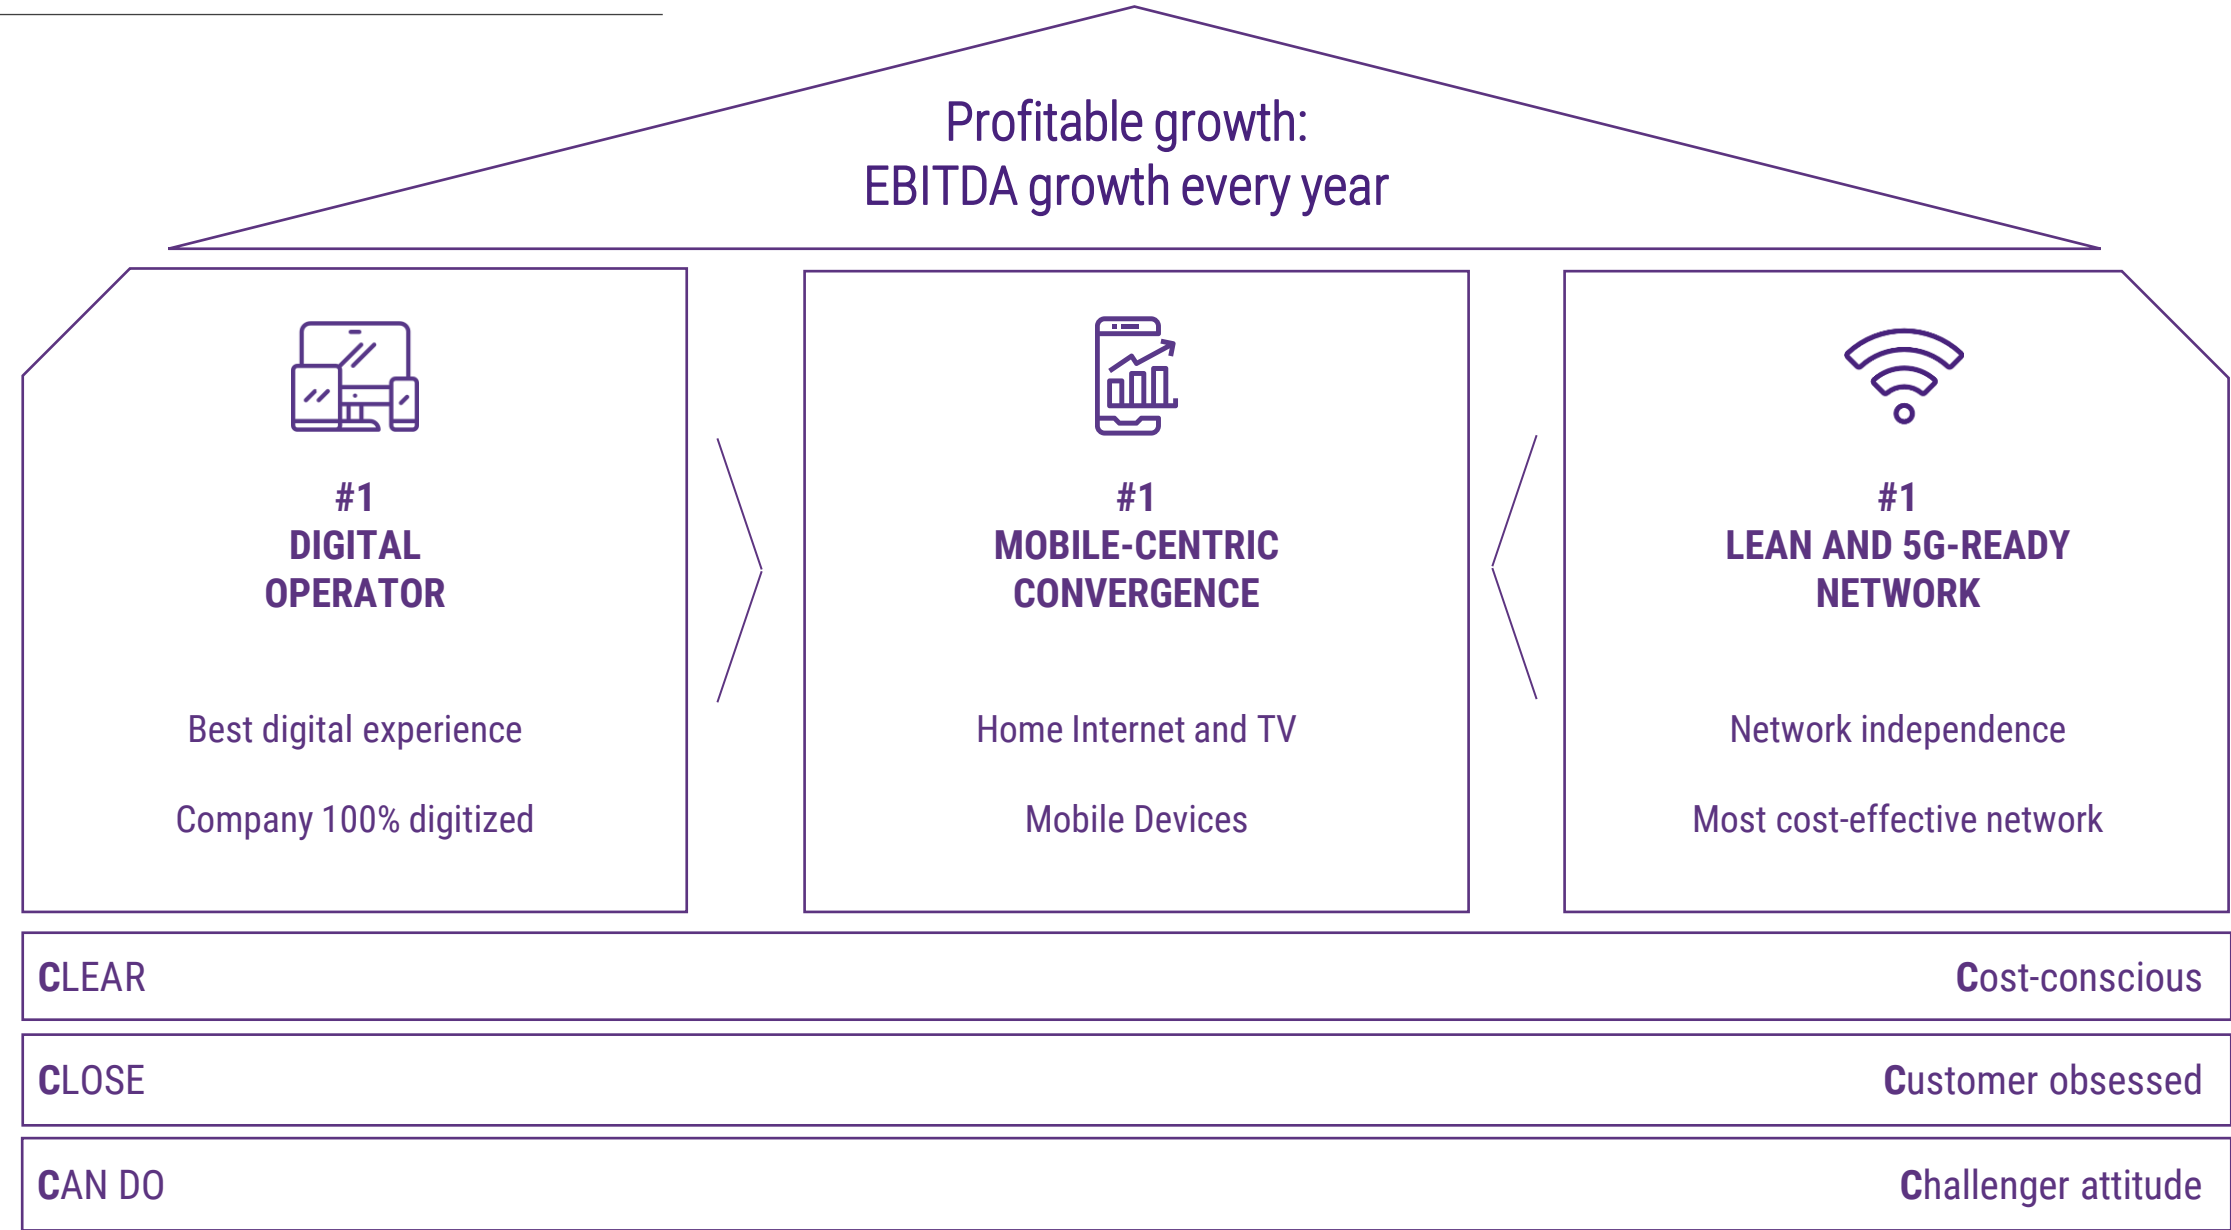 Profitable growth:
EBITDA growth every year
#1
DIGITAL
OPERATOR
Best digital experience
Company 100% digitized
#1
MOBILE-CENTRIC
CONVERGENCE
Home Internet and TV
Mobile Devices
#1
LEAN AND 5G-READY
NETWORK
Network independence
Most cost-effective network
CLEAR
Cost-conscious
CLOSE
Customer obsessed
CAN DO
Challenger attitude